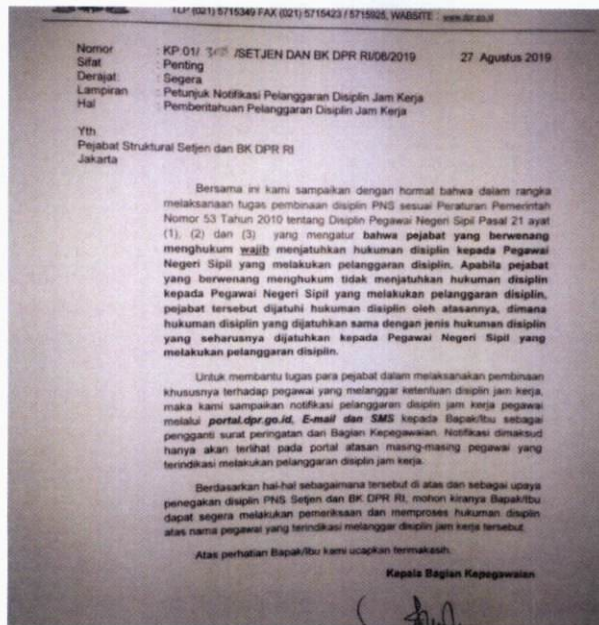 TLP (021) 5715349 FAX (021) 5715423 / 5715925, WABSITE : www.dpr.go.id
Nomor : KP 01/ /SETJEN DAN BK DPR RI/08/2019 27 Agustus 2019
Sifat : Penting
Derajat : Segera
Lampiran : Petunjuk Notifikasi Pelanggaran Disiplin Jam Kerja
Hal : Pemberitahuan Pelanggaran Disiplin Jam Kerja
Yth
Pejabat Struktural Setjen dan BK DPR RI
Jakarta
Bersama ini kami sampaikan dengan hormat bahwa dalam rangka
melaksanaan tugas pembinaan disiplin PNS sesuai Peraturan Pemerintah
Nomor 53 Tahun 2010 tentang Disiplin Pegawai Negeri Sipil Pasal 21 ayat
(1), (2) dan (3) yang mengatur bahwa pejabat yang berwenang
menghukum wajib menjatuhkan hukuman disiplin kepada Pegawai
Negeri Sipil yang melakukan pelanggaran disiplin. Apabila pejabat
yang berwenang menghukum tidak menjatuhkan hukuman disiplin
kepada Pegawai Negeri Sipil yang melakukan pelanggaran disiplin,
pejabat tersebut dijatuhi hukuman disiplin oleh atasannya, dimana
hukuman disiplin yang dijatuhkan sama dengan jenis hukuman disiplin
yang seharusnya dijatuhkan kepada Pegawai Negeri Sipil yang
melakukan pelanggaran disiplin.
Untuk membantu tugas para pejabat dalam melaksanakan pembinaan
khususnya terhadap pegawai yang melanggar ketentuan disiplin jam kerja,
maka kami sampaikan notifikasi pelanggaran disiplin jam kerja pegawai
melalui portal.dpr.go.id, E-mail dan SMS kepada Bapak/Ibu sebagai
pengganti surat peringatan dari Bagian Kepegawaian. Notifikasi dimaksud
hanya akan terlihat pada portal atasan masing-masing pegawai yang
terindikasi melakukan pelanggaran disiplin jam kerja.
Berdasarkan hal-hal sebagaimana tersebut di atas dan sebagai upaya
penegakan disiplin PNS Setjen dan BK DPR RI, mohon kiranya Bapak/Ibu
dapat segera melakukan pemeriksaan dan memproses hukuman disiplin
atas nama pegawai yang terindikasi melanggar disiplin jam kerja tersebut.
Atas perhatian Bapak/Ibu kami ucapkan terimakasih.
Kepala Bagian Kepegawaian